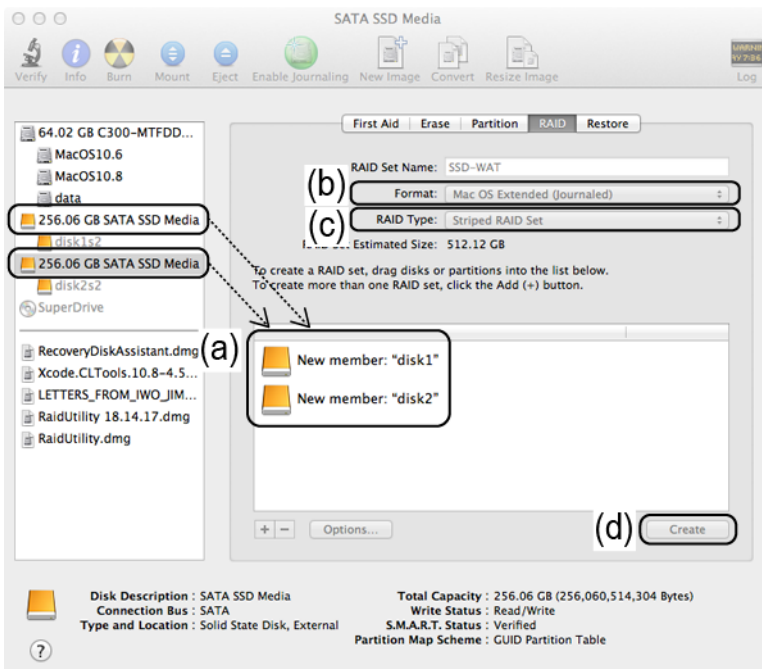 SATA SSD Media
Verify Info Burn Mount Eject Enable Journaling New Image Convert Resize Image Log
First Aid Erase Partition RAID Restore
64.02 GB C300-MTFDD...
MacOS10.6
MacOS10.8
data
256.06 GB SATA SSD Media
disk1s2
256.06 GB SATA SSD Media
disk2s2
SuperDrive
RecoveryDiskAssistant.dmg
Xcode.CLTools.10.8-4.5...
LETTERS_FROM_IWO_JIM...
RaidUtility 18.14.17.dmg
RaidUtility.dmg
RAID Set Name: SSD-WAT
(b) Format: Mac OS Extended (Journaled)
(c) RAID Type: Striped RAID Set
Estimated Size: 512.12 GB
To create a RAID set, drag disks or partitions into the list below.
To create more than one RAID set, click the Add (+) button.
(a)
New member: "disk1"
New member: "disk2"
+ − Options... (d) Create
Disk Description : SATA SSD Media
Connection Bus : SATA
Type and Location : Solid State Disk, External
Total Capacity : 256.06 GB (256,060,514,304 Bytes)
Write Status : Read/Write
S.M.A.R.T. Status : Verified
Partition Map Scheme : GUID Partition Table
?